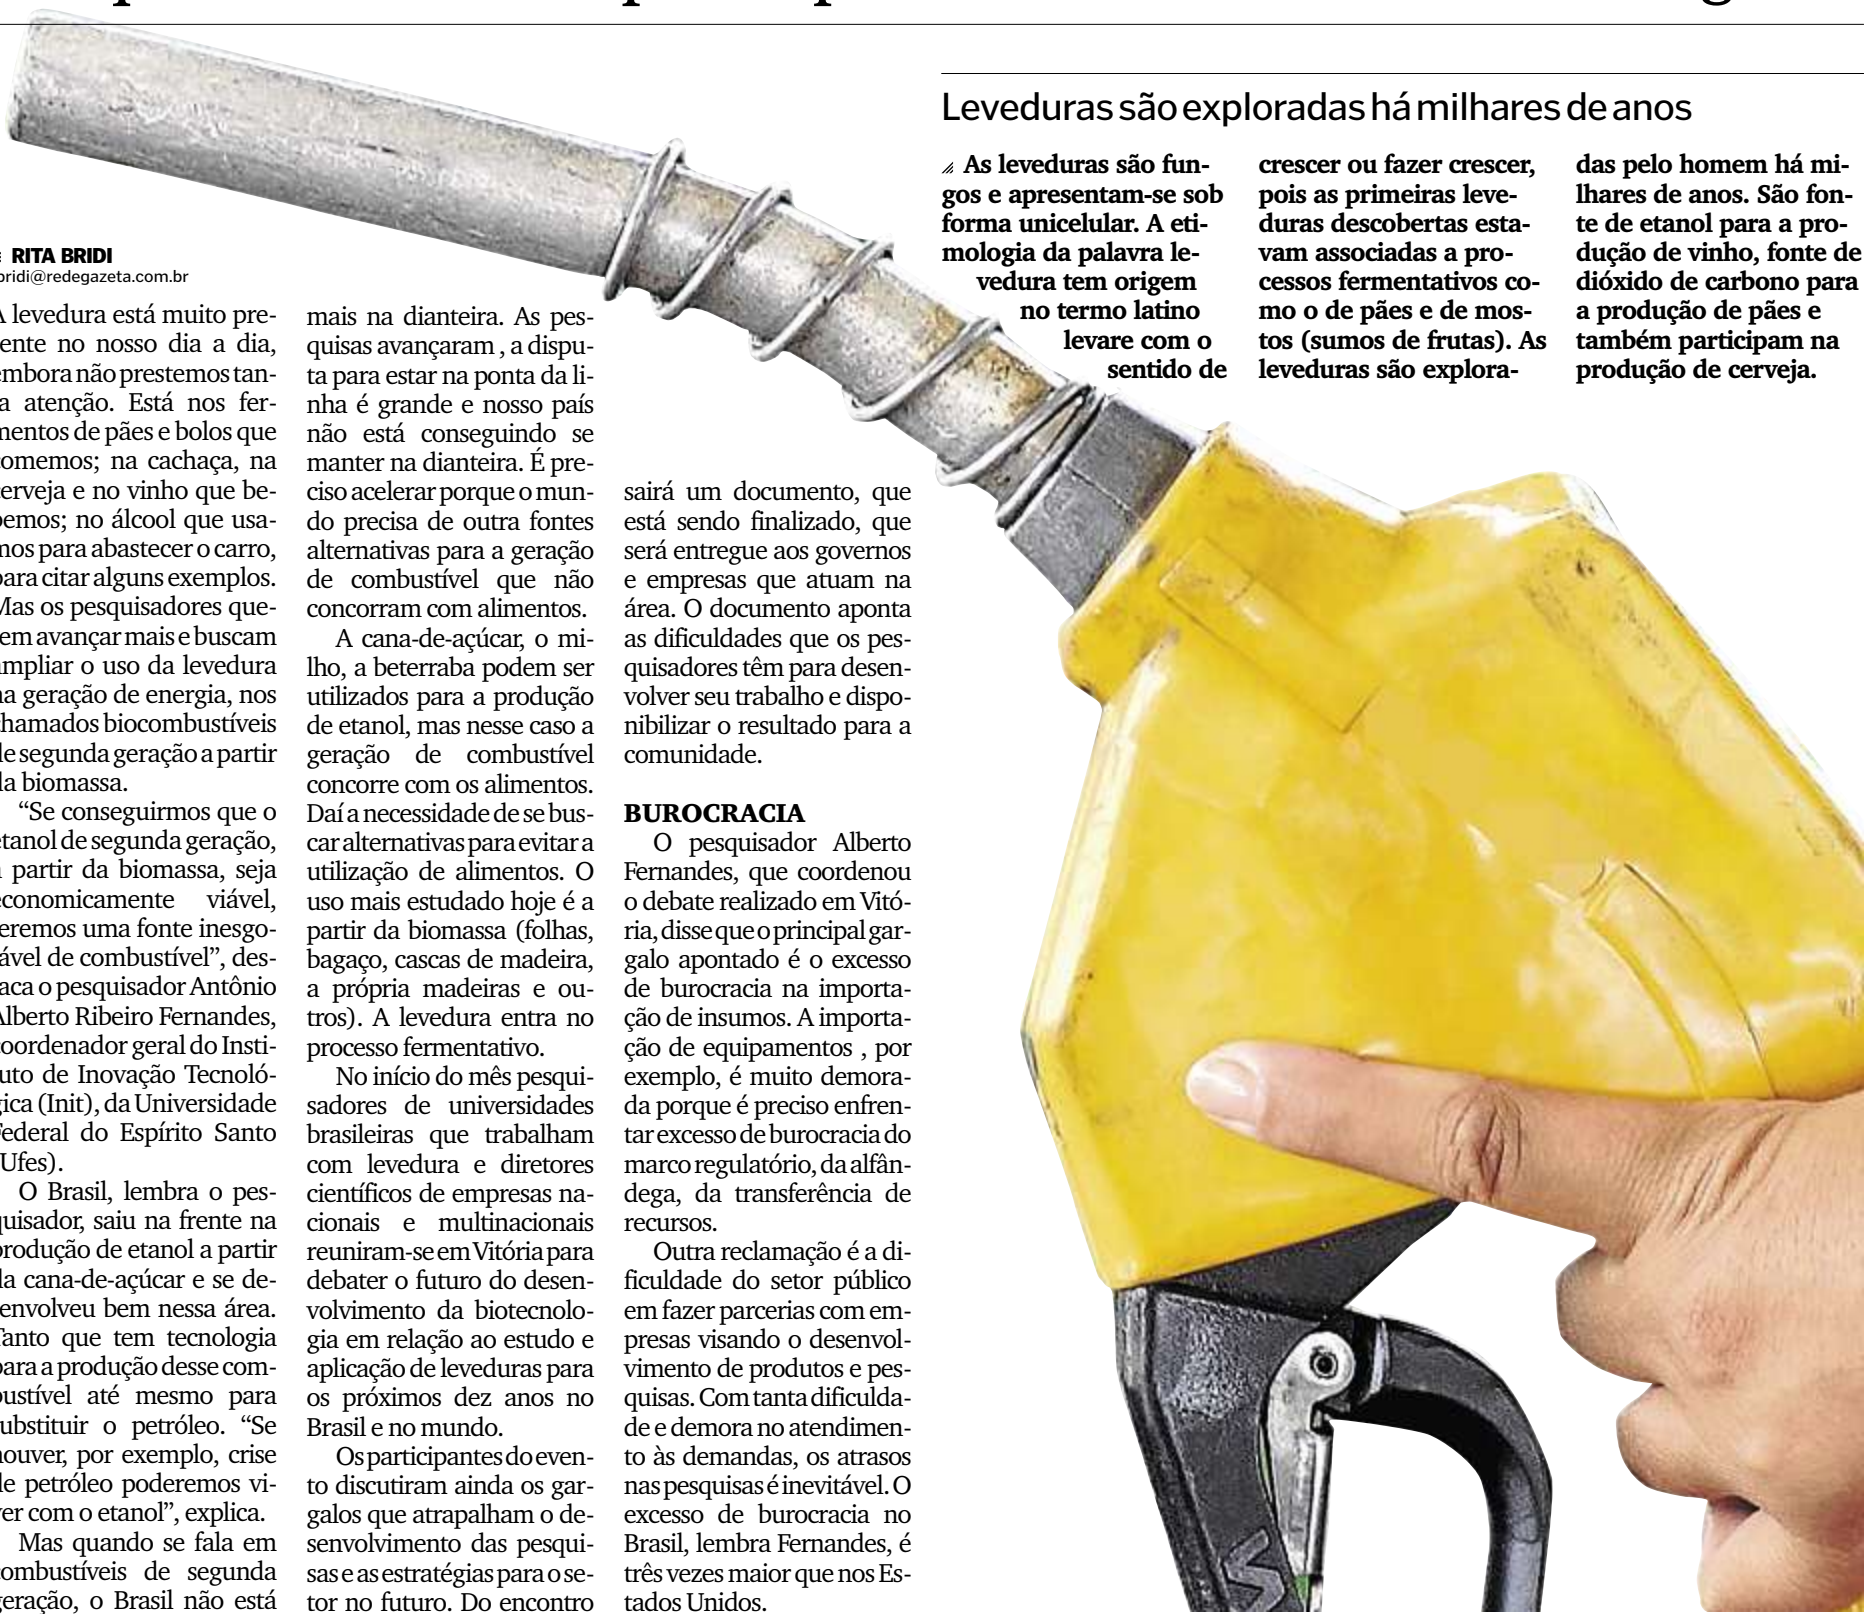 RITA BRIDI
bridi@redegazeta.com.br
A levedura está muito pre-
ente no nosso dia a dia,
embora não prestemos tan-
a atenção. Está nos fer-
mentos de pães e bolos que
comemos; na cachaça, na
cerveja e no vinho que be-
bemos; no álcool que usa-
mos para abastecer o carro,
para citar alguns exemplos.
Mas os pesquisadores que-
em avançar mais e buscam
ampliar o uso da levedura
na geração de energia, nos
chamados biocombustíveis
de segunda geração a partir
da biomassa.
“Se conseguirmos que o
etanol de segunda geração,
a partir da biomassa, seja
economicamente viável,
eremos uma fonte inesgo-
ável de combustível”, des-
aca o pesquisador Antônio
Alberto Ribeiro Fernandes,
coordenador geral do Insti-
uto de Inovação Tecnoló-
gica (Init), da Universidade
Federal do Espírito Santo
(Ufes).
O Brasil, lembra o pes-
quisador, saiu na frente na
produção de etanol a partir
da cana-de-açúcar e se de-
envolveu bem nessa área.
Tanto que tem tecnologia
para a produção desse com-
bustível até mesmo para
substituir o petróleo. “Se
houver, por exemplo, crise
de petróleo poderemos vi-
ver com o etanol”, explica.
Mas quando se fala em
combustíveis de segunda
geração, o Brasil não está
mais na dianteira. As pes-
quisas avançaram , a dispu-
ta para estar na ponta da li-
nha é grande e nosso país
não está conseguindo se
manter na dianteira. É pre-
ciso acelerar porque o mun-
do precisa de outra fontes
alternativas para a geração
de combustível que não
concorram com alimentos.
A cana-de-açúcar, o mi-
lho, a beterraba podem ser
utilizados para a produção
de etanol, mas nesse caso a
geração de combustível
concorre com os alimentos.
Daí a necessidade de se bus-
car alternativas para evitar a
utilização de alimentos. O
uso mais estudado hoje é a
partir da biomassa (folhas,
bagaço, cascas de madeira,
a própria madeiras e ou-
tros). A levedura entra no
processo fermentativo.
No início do mês pesqui-
sadores de universidades
brasileiras que trabalham
com levedura e diretores
científicos de empresas na-
cionais e multinacionais
reuniram-se em Vitória para
debater o futuro do desen-
volvimento da biotecnolo-
gia em relação ao estudo e
aplicação de leveduras para
os próximos dez anos no
Brasil e no mundo.
Os participantes do even-
to discutiram ainda os gar-
galos que atrapalham o de-
senvolvimento das pesqui-
sas e as estratégias para o se-
tor no futuro. Do encontro
sairá um documento, que
está sendo finalizado, que
será entregue aos governos
e empresas que atuam na
área. O documento aponta
as dificuldades que os pes-
quisadores têm para desen-
volver seu trabalho e dispo-
nibilizar o resultado para a
comunidade.
BUROCRACIA
O pesquisador Alberto
Fernandes, que coordenou
o debate realizado em Vitó-
ria, disse que o principal gar-
galo apontado é o excesso
de burocracia na importa-
ção de insumos. A importa-
ção de equipamentos , por
exemplo, é muito demora-
da porque é preciso enfren-
tar excesso de burocracia do
marco regulatório, da alfân-
dega, da transferência de
recursos.
Outra reclamação é a di-
ficuldade do setor público
em fazer parcerias com em-
presas visando o desenvol-
vimento de produtos e pes-
quisas. Com tanta dificulda-
de e demora no atendimen-
to às demandas, os atrasos
nas pesquisas é inevitável. O
excesso de burocracia no
Brasil, lembra Fernandes, é
três vezes maior que nos Es-
tados Unidos.
Leveduras são exploradas há milhares de anos
As leveduras são fun-
gos e apresentam-se sob
forma unicelular. A eti-
mologia da palavra le-
vedura tem origem
no termo latino
levare com o
sentido de
crescer ou fazer crescer,
pois as primeiras leve-
duras descobertas esta-
vam associadas a pro-
cessos fermentativos co-
mo o de pães e de mos-
tos (sumos de frutas). As
leveduras são explora-
das pelo homem há mi-
lhares de anos. São fon-
te de etanol para a pro-
dução de vinho, fonte de
dióxido de carbono para
a produção de pães e
também participam na
produção de cerveja.